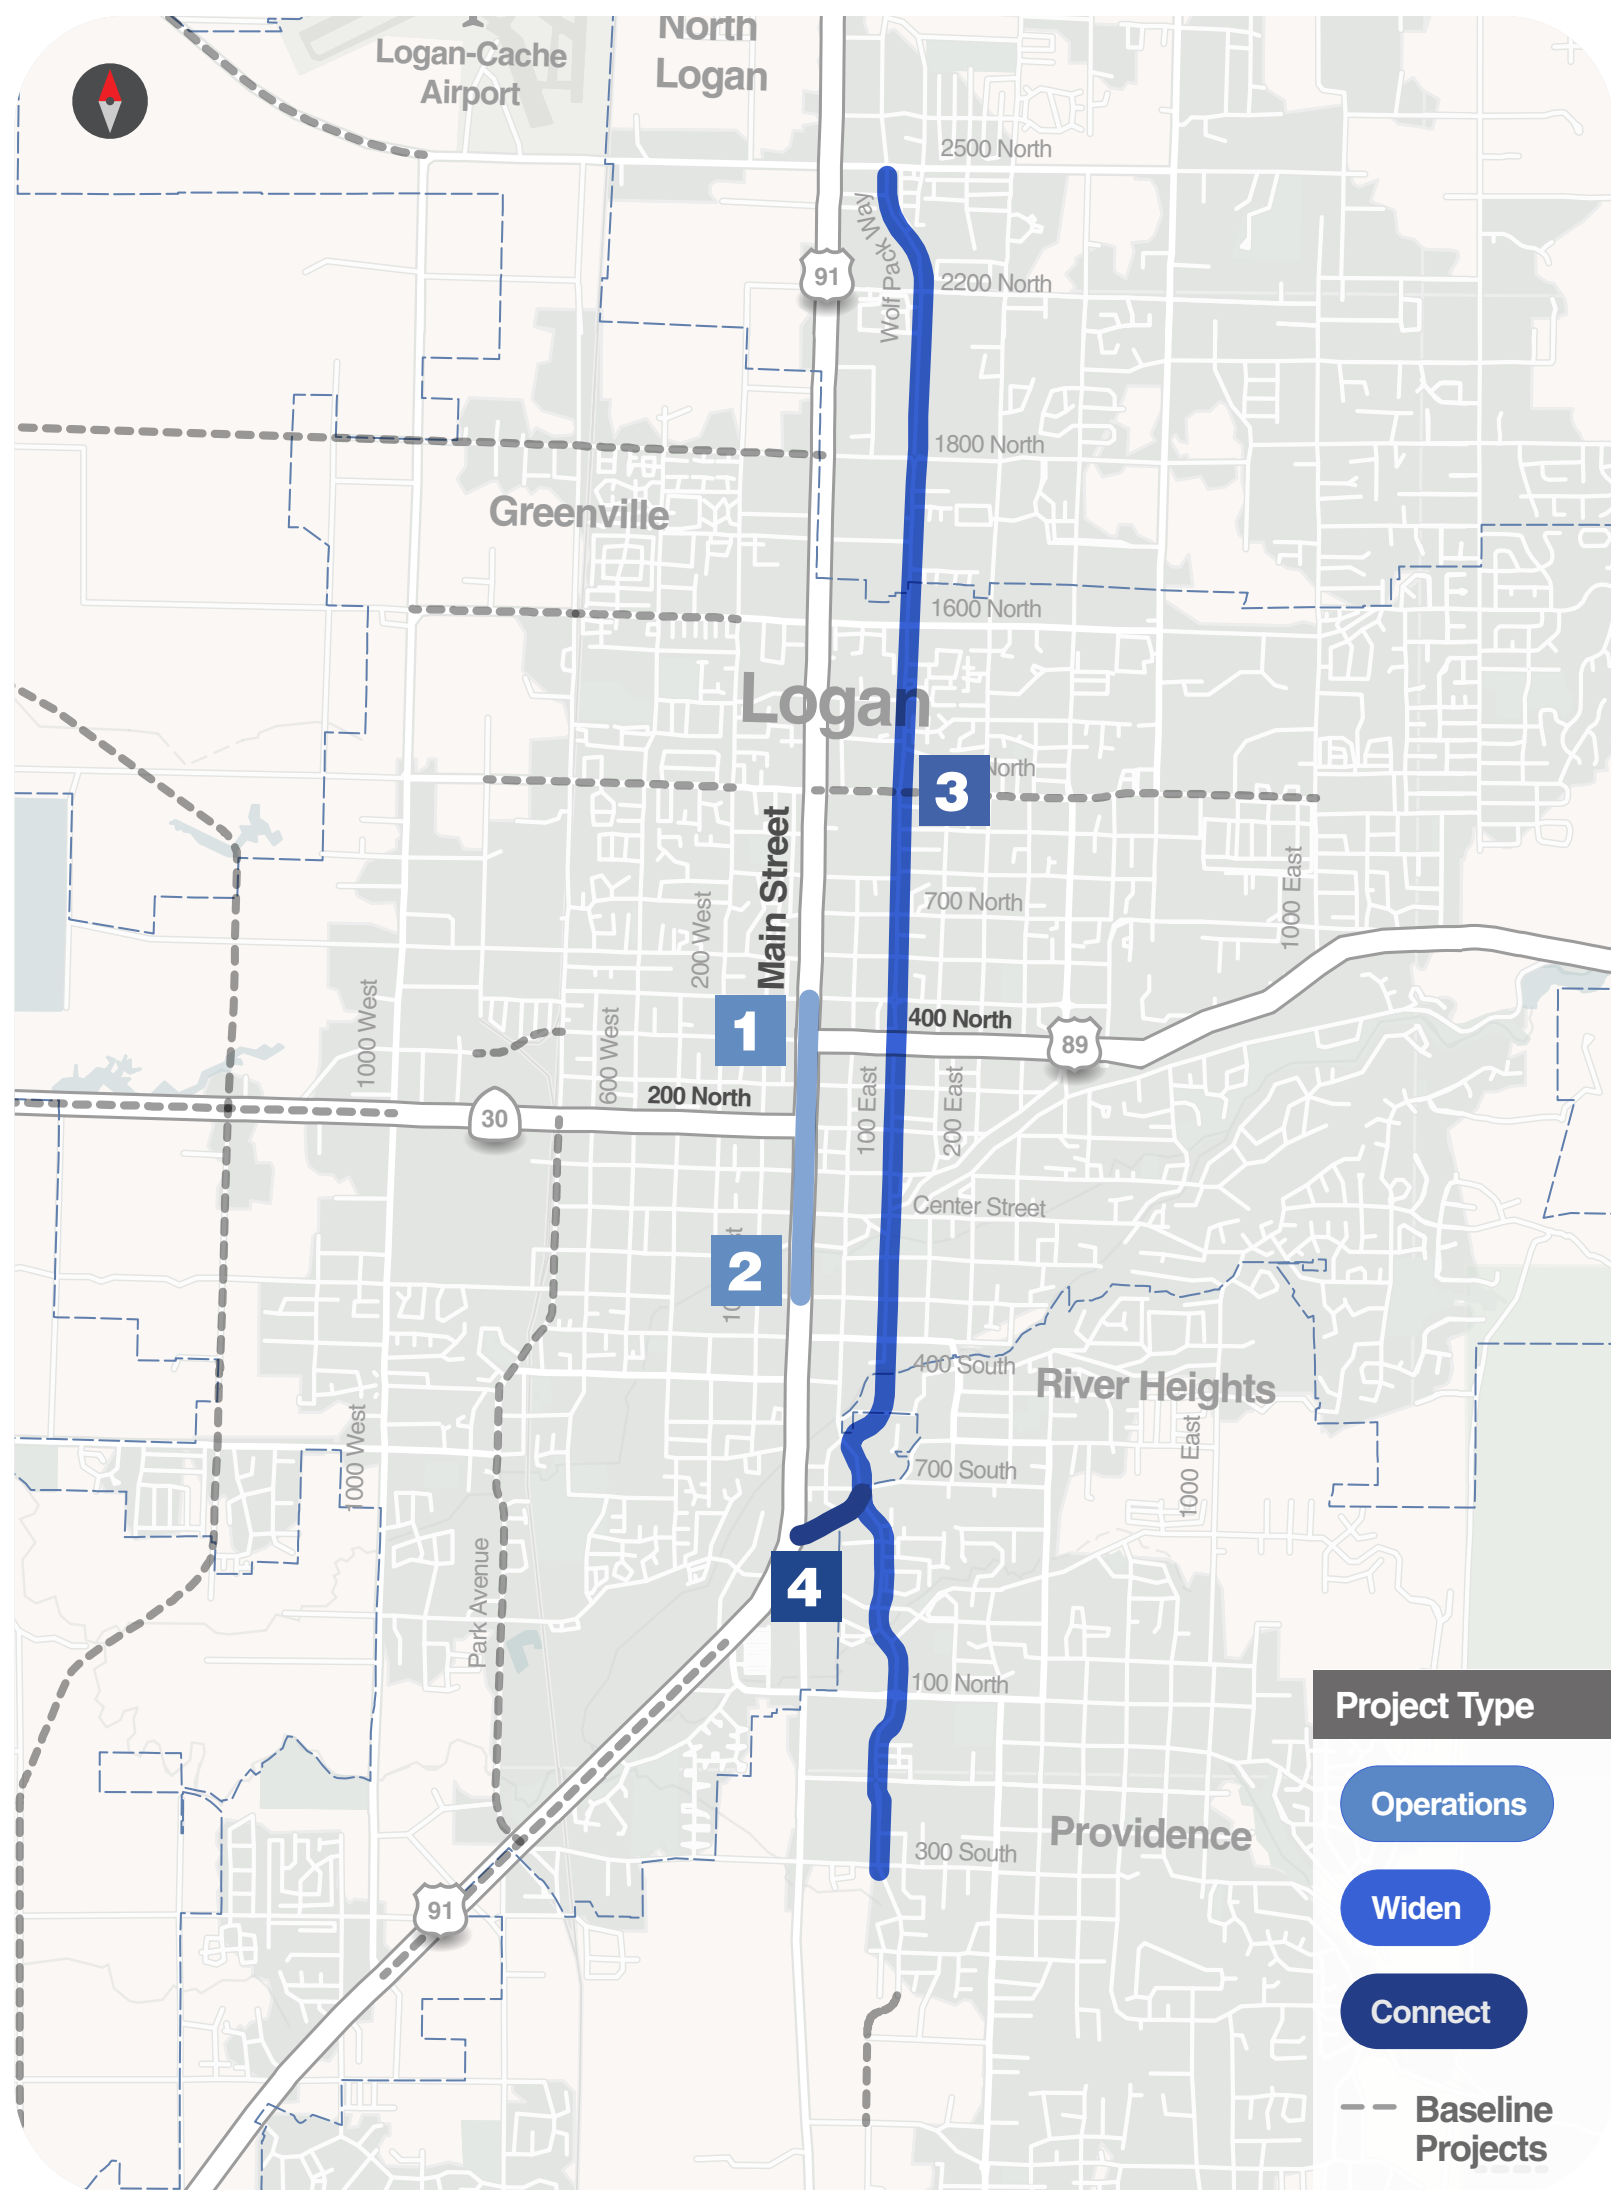 North
Logan
Logan-Cache
Airport
2500 North
Wolf Pack Way
91
2200 North
1800 North
Greenville
1600 North
Logan
North
3
Main Street
700 North
1000 East
200 West
1000 West
600 West
1
400 North
89
200 North
30
100 East
200 East
Center Street
2
400 South
River Heights
1000 West
1000 East
700 South
Park Avenue
4
100 North
300 South
Providence
91
Project Type
Operations
Widen
Connect
Baseline
Projects